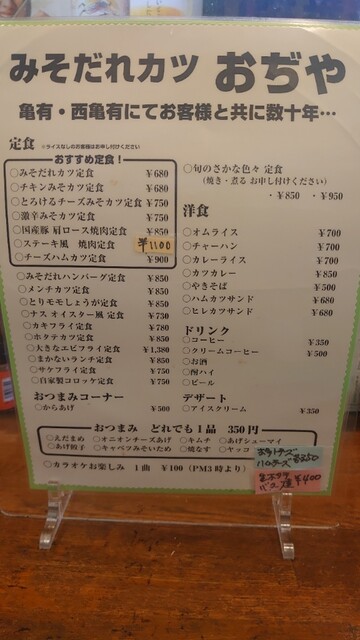 みそだれカツ おぢや
亀有・西亀有にてお客様と共に数十年…
定食 ※ライスなしのお客様はお申し付けください
おすすめ定食!
○みそだれカツ定食 ¥680
○チキンみそカツ定食 ¥680
○とろけるチーズみそカツ定食 ¥750
○激辛みそカツ定食 ¥750
○国産豚 肩ロース焼肉定食 ¥850
○ステーキ風 焼肉定食 ¥1100
○チーズハムカツ定食 ¥900
○みそだれハンバーグ定食 ¥850
○メンチカツ定食 ¥850
○とりモモしょうが定食 ¥850
○ナス オイスター風 定食 ¥730
○カキフライ定食 ¥780
○ホタテカツ定食 ¥850
○大きなエビフライ定食 ¥1,380
○まかないランチ定食 ¥850
○サケフライ定食 ¥750
○自家製コロッケ定食 ¥750
おつまみコーナー
○からあげ ¥500
○旬のさかな色々 定食
(焼き・煮る お申し付けください)
・¥850 ・¥950
洋食
○オムライス ¥700
○チャーハン ¥700
○カレーライス ¥700
○カツカレー ¥850
○やきそば ¥500
○ハムカツサンド ¥680
○ヒレカツサンド ¥680
ドリンク
○コーヒー ¥350
○クリームコーヒー ¥500
○お酒
○酎ハイ
○ビール
デザート
○アイスクリーム ¥350
おつまみ どれでも1品 350円
○えだまめ ○オニオンチーズあげ ○キムチ ○あげシューマイ
○あげ餃子 ○キャベツみそいため ○焼なす ○ヤッコ
○カラオケお楽しみ 1曲 ¥100(PM3時より)
¥350
¥400